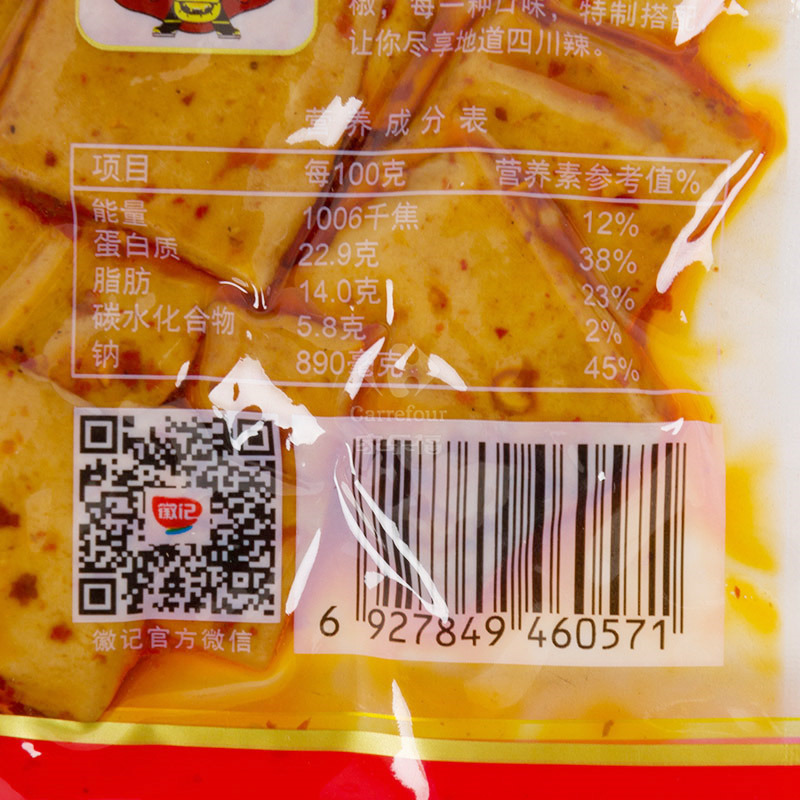 椒，每一种口味，特制搭配
让你尽享地道四川辣。
营养成分表
项目 每100克 营养素参考值%
能量 1006千焦 12%
蛋白质 22.9克 38%
脂肪 14.0克 23%
碳水化合物 5.8克 2%
钠 890毫克 45%
Carrefour
家乐福
徽记
6 927849 460571
徽记官方微信